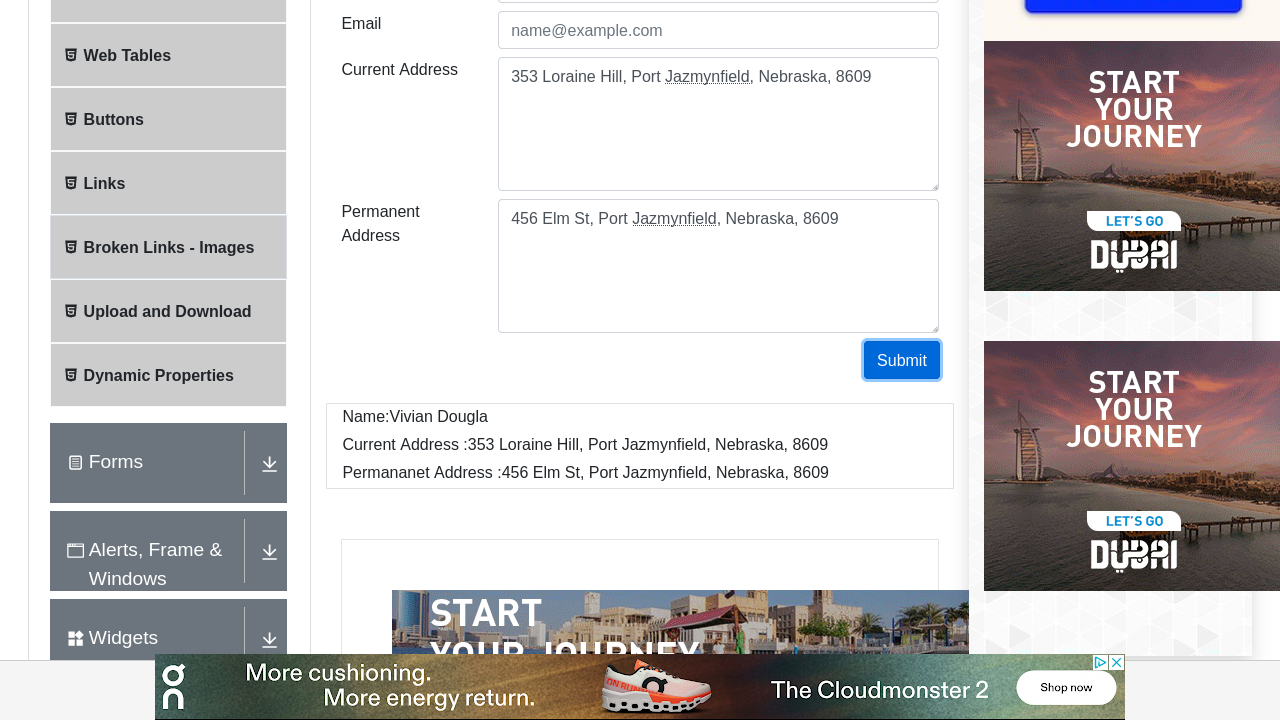 Email
name@example.com
Current Address
353 Loraine Hill, Port Jazmynfield, Nebraska, 8609
Permanent
Address
456 Elm St, Port Jazmynfield, Nebraska, 8609
Submit
Name:Vivian Dougla
Current Address :353 Loraine Hill, Port Jazmynfield, Nebraska, 8609
Permananet Address :456 Elm St, Port Jazmynfield, Nebraska, 8609
Web Tables
Buttons
Links
Broken Links - Images
Upload and Download
Dynamic Properties
Forms
Alerts, Frame &
Windows
Widgets
START
YOUR
JOURNEY
LET'S GO
DUBAI
START
YOUR
JOURNEY
LET'S GO
DUBAI
START
YOUR JOURNEY
on
More cushioning.
More energy return.
The Cloudmonster 2
Shop now